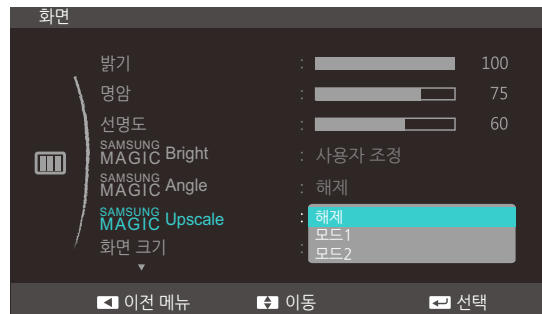 화면
밝기 : 100
명암 : 75
선명도 : 60
SAMSUNG MAGIC Bright : 사용자 조정
SAMSUNG MAGIC Angle : 해제
SAMSUNG MAGIC Upscale : 해제
모드1
화면 크기 : 모드2
이전 메뉴 이동 선택